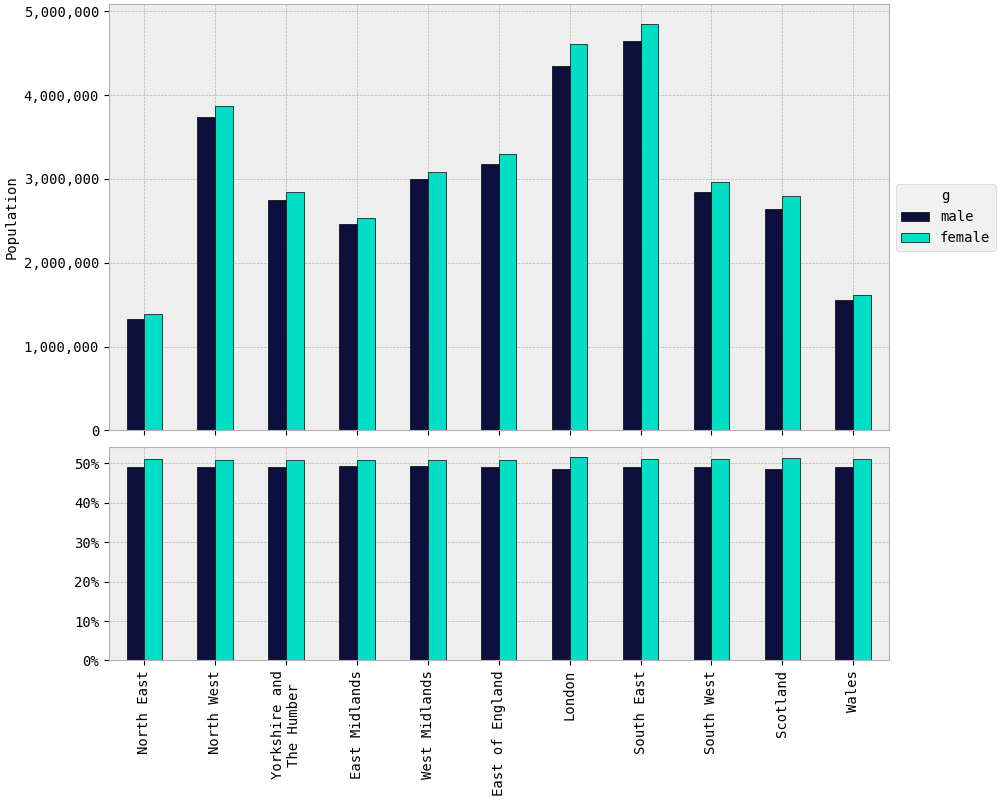 5,000,000
4,000,000
3,000,000
2,000,000
1,000,000
0
Population
g
male
female
50%
40%
30%
20%
10%
0%
North East
North West
Yorkshire and
The Humber
East Midlands
West Midlands
East of England
London
South East
South West
Scotland
Wales